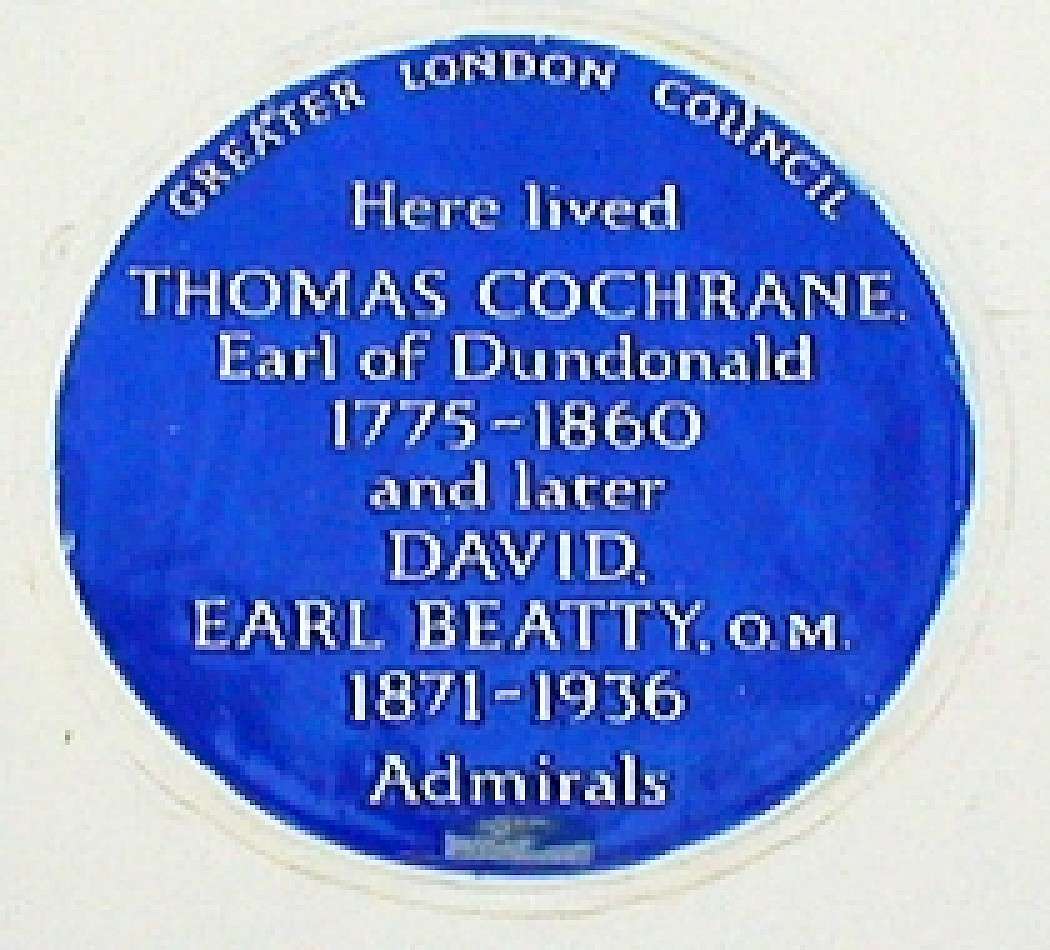 GREATER LONDON COUNCIL
Here lived
THOMAS COCHRANE,
Earl of Dundonald
1775-1860
and later
DAVID,
EARL BEATTY, O.M.
1871-1936
Admirals